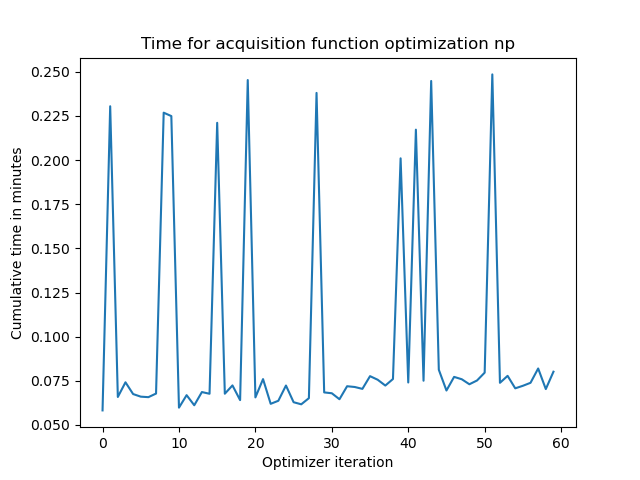 Time for acquisition function optimization np
Cumulative time in minutes
0.250
0.225
0.200
0.175
0.150
0.125
0.100
0.075
0.050
0 10 20 30 40 50 60
Optimizer iteration